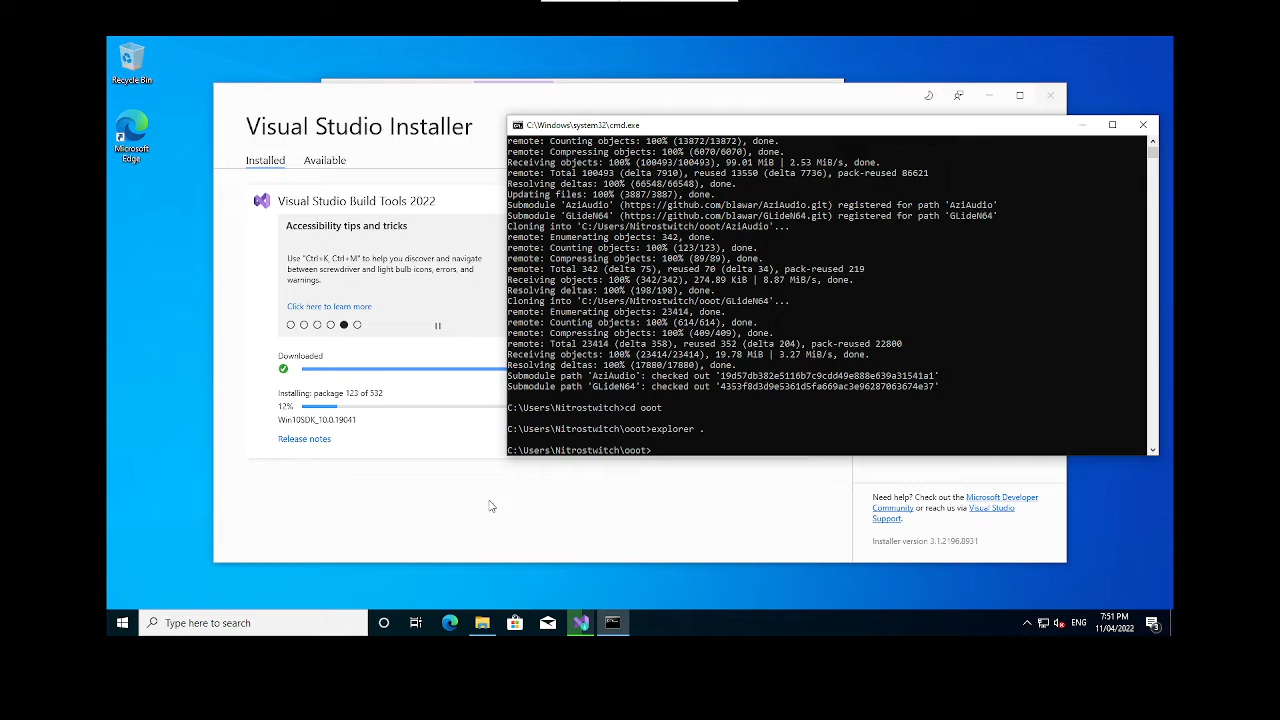 Recycle Bin
Microsoft
Edge
Visual Studio Installer
Installed
Available
Visual Studio Build Tools 2022
Accessibility tips and tricks
Use "Ctrl+K, Ctrl+M" to help you discover and navigate
between screwdriver and light bulb icons, errors, and
warnings.
Click here to learn more
Downloaded
Installing: package 123 of 532
12%
Win10SDK_10.0.19041
Release notes
C:\Windows\system32\cmd.exe
remote: Counting objects: 100% (13872/13872), done.
remote: Compressing objects: 100% (6070/6070), done.
Receiving objects: 100% (100493/100493), 99.01 MiB | 2.53 MiB/s, done.
remote: Total 100493 (delta 7910), reused 13550 (delta 7736), pack-reused 86621
Resolving deltas: 100% (66548/66548), done.
Updating files: 100% (3887/3887), done.
Submodule 'AziAudio' (https://github.com/blawar/AziAudio.git) registered for path 'AziAudio'
Submodule 'GLideN64' (https://github.com/blawar/GLideN64.git) registered for path 'GLideN64'
Cloning into 'C:/Users/Nitrostwitch/ooot/AziAudio'...
remote: Enumerating objects: 342, done.
remote: Counting objects: 100% (123/123), done.
remote: Compressing objects: 100% (89/89), done.
remote: Total 342 (delta 75), reused 70 (delta 34), pack-reused 219
Receiving objects: 100% (342/342), 274.89 KiB | 8.87 MiB/s, done.
Resolving deltas: 100% (198/198), done.
Cloning into 'C:/Users/Nitrostwitch/ooot/GLideN64'...
remote: Enumerating objects: 23414, done.
remote: Counting objects: 100% (614/614), done.
remote: Compressing objects: 100% (409/409), done.
remote: Total 23414 (delta 358), reused 352 (delta 204), pack-reused 22800
Receiving objects: 100% (23414/23414), 19.78 MiB | 3.27 MiB/s, done.
Resolving deltas: 100% (17880/17880), done.
Submodule path 'AziAudio': checked out '19d57db382e5116b7c9cdd49e888e639a31541a1'
Submodule path 'GLideN64': checked out '4353f8d3d9e5361d5fa669ac3e96287063674e37'
C:\Users\Nitrostwitch>cd ooot
C:\Users\Nitrostwitch\ooot>explorer .
C:\Users\Nitrostwitch\ooot>
Need help? Check out the Microsoft Developer
Community or reach us via Visual Studio
Support.
Installer version 3.1.2196.8931
Type here to search
ENG
7:51 PM
11/04/2022
3